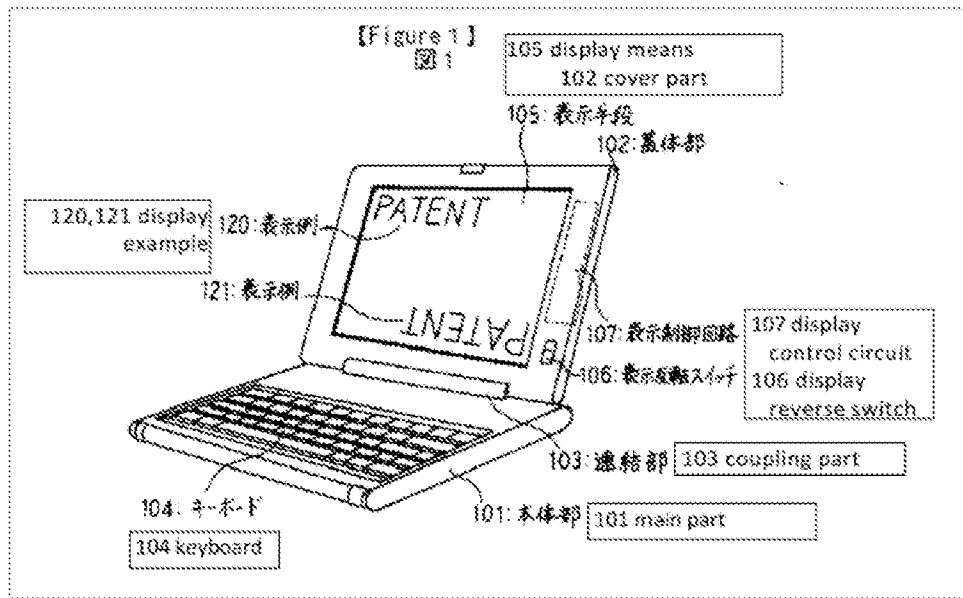 【Figure 1】
図1
105 display means
102 cover part
105:表示手段
102:蓋体部
PATENT
120,121 display
example
120:表示例
121:表示例
PATENT
107:表示制御回路
107 display
control circuit
106:表示反転スイッチ
106 display
reverse switch
103:連結部
103 coupling part
104:キーボード
104 keyboard
101:本体部
101 main part